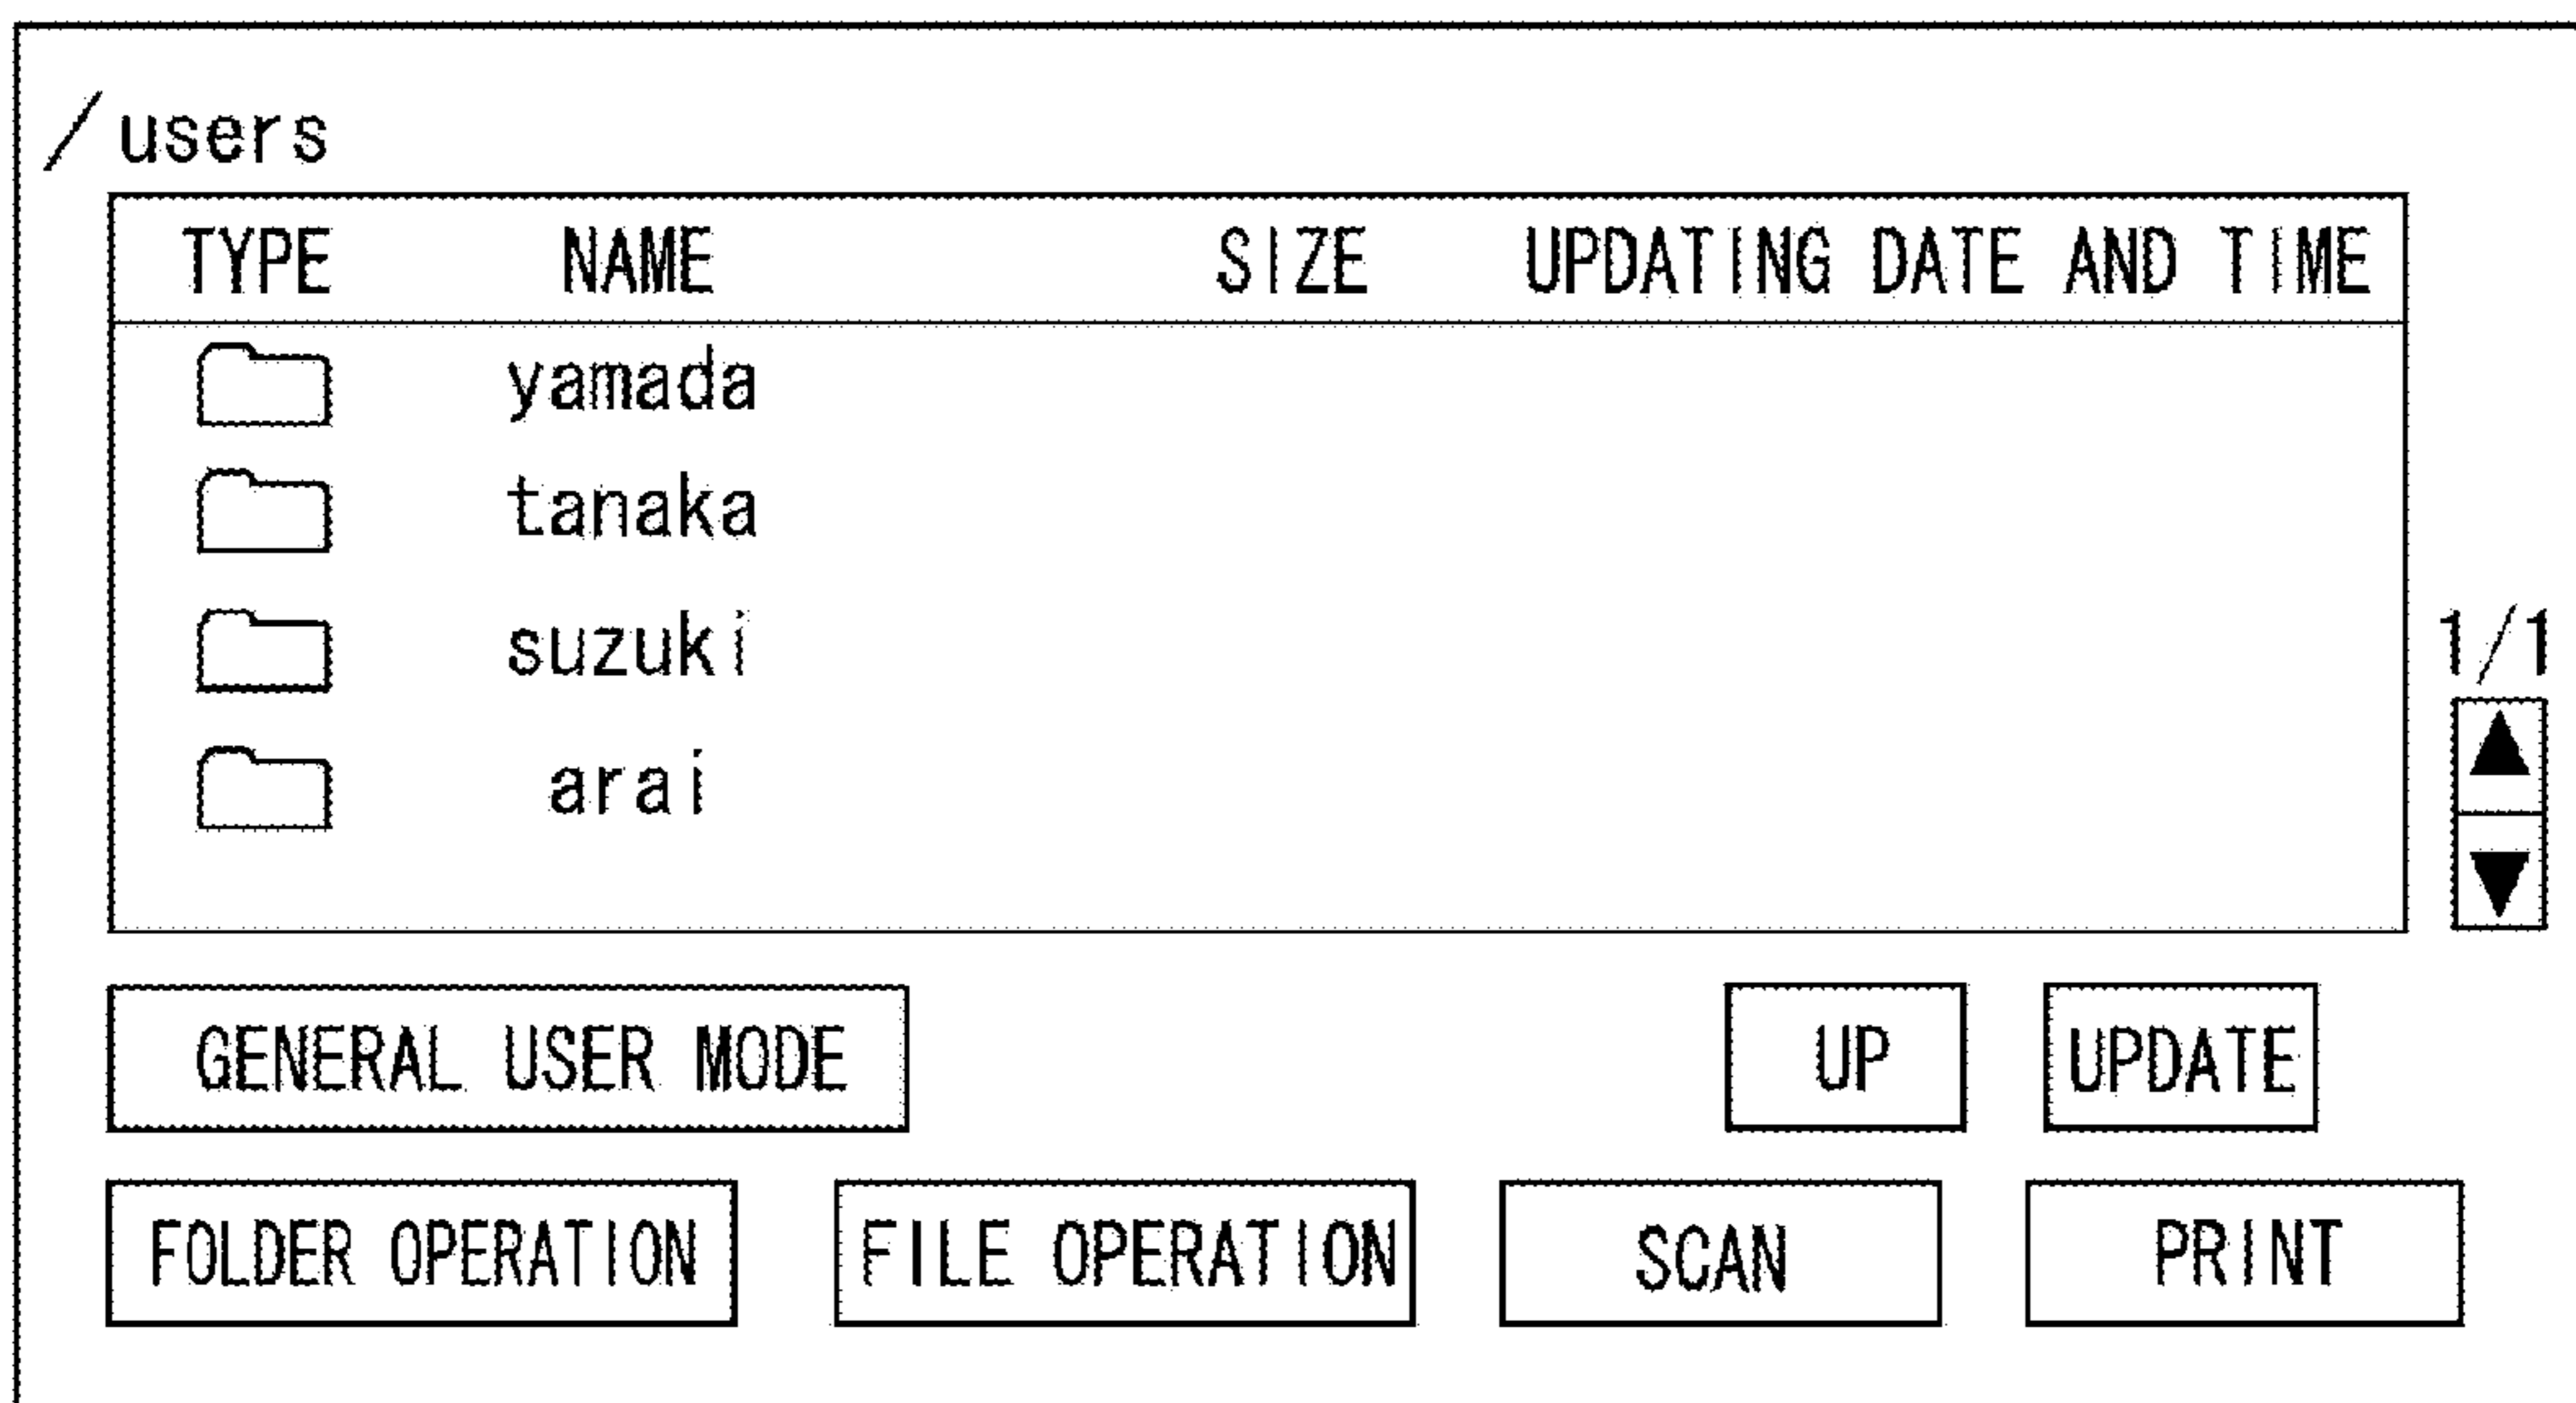 /users
TYPE NAME SIZE UPDATING DATE AND TIME
yamada
tanaka
suzuki
1/1
arai
GENERAL USER MODE UP UPDATE
FOLDER OPERATION FILE OPERATION SCAN PRINT